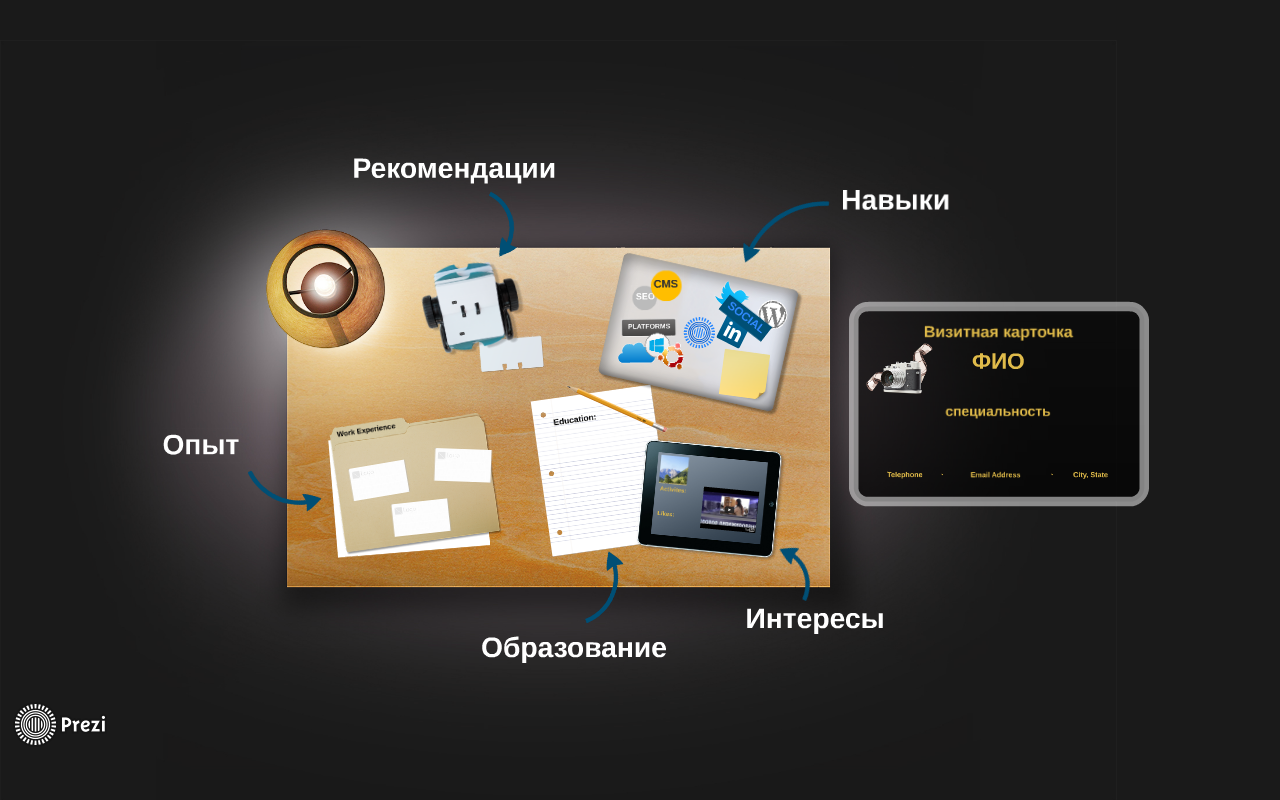 Рекомендации
Навыки
CMS
SEO
SOCIAL
PLATFORMS
in
Визитная карточка
ФИО
специальность
Telephone · Email Address · City, State
Опыт
Work Experience
Education:
Activities:
Likes:
Интересы
Образование
Prezi